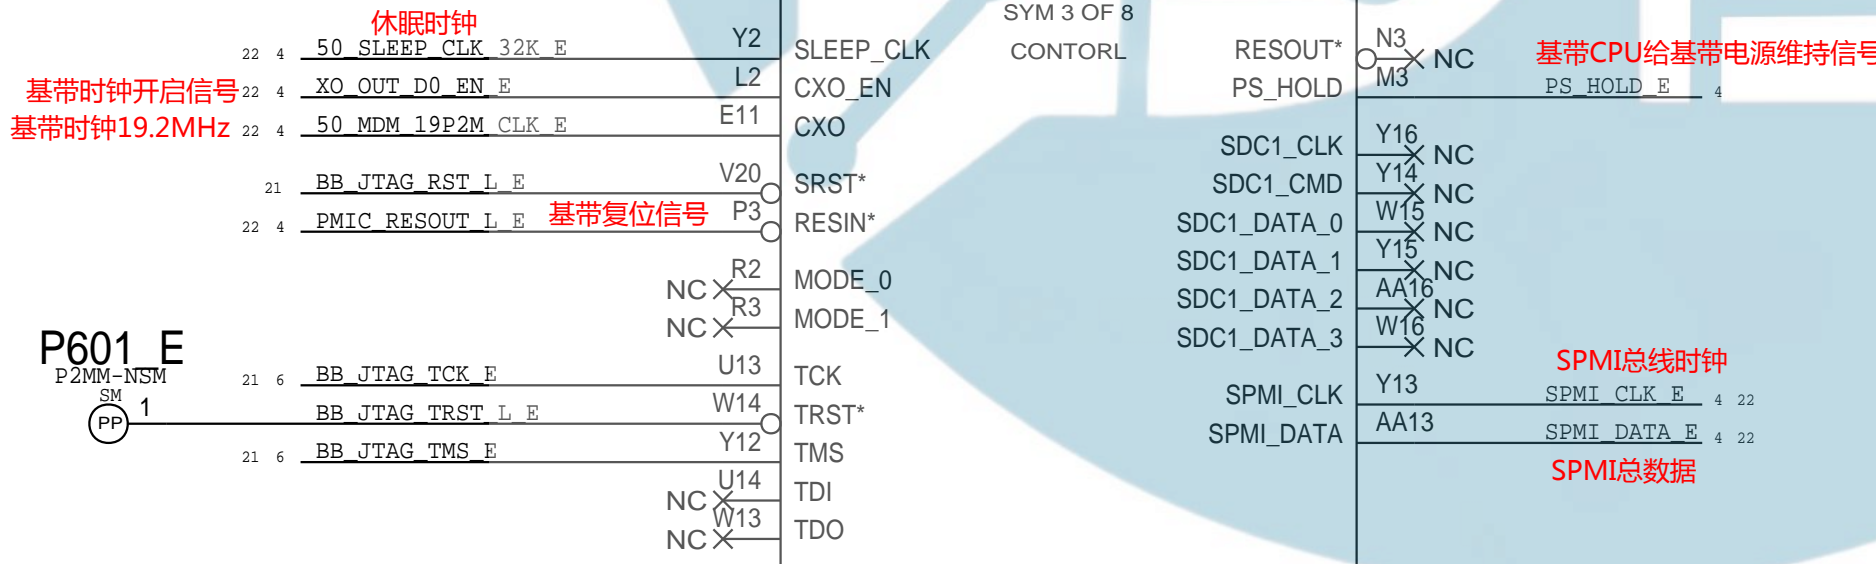 休眠时钟
SYM 3 OF 8
CONTORL
22 4 50_SLEEP_CLK_32K_E Y2 SLEEP_CLK
基带时钟开启信号 22 4 XO_OUT_D0_EN_E L2 CXO_EN
基带时钟19.2MHz 22 4 50_MDM_19P2M_CLK_E E11 CXO
21 BB_JTAG_RST_L_E V20 SRST*
22 4 PMIC_RESOUT_L_E 基带复位信号 P3 RESIN*
NC R2 MODE_0
NC R3 MODE_1
P601_E
P2MM-NSM
SM
PP 1
21 6 BB_JTAG_TCK_E U13 TCK
BB_JTAG_TRST_L_E W14 TRST*
21 6 BB_JTAG_TMS_E Y12 TMS
NC U14 TDI
NC W13 TDO
RESOUT* N3 NC
基带CPU给基带电源维持信号
PS_HOLD M3 PS_HOLD_E 4
SDC1_CLK Y16 NC
SDC1_CMD Y14 NC
SDC1_DATA_0 W15 NC
SDC1_DATA_1 Y15 NC
SDC1_DATA_2 AA16 NC
SDC1_DATA_3 W16 NC
SPMI总线时钟
SPMI_CLK Y13 SPMI_CLK_E 4 22
SPMI_DATA AA13 SPMI_DATA_E 4 22
SPMI总数据